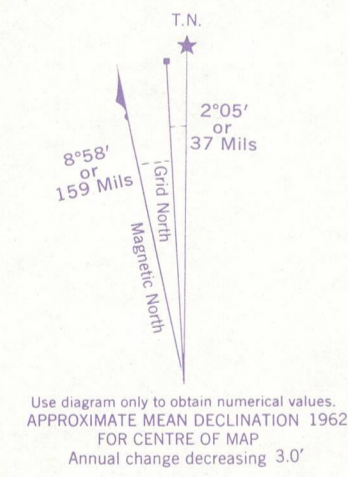 T.N.
2°05′
or
37 Mils
8°58′
or
159 Mils
Grid North
Magnetic North
Use diagram only to obtain numerical values.
APPROXIMATE MEAN DECLINATION 1962
FOR CENTRE OF MAP
Annual change decreasing 3.0′